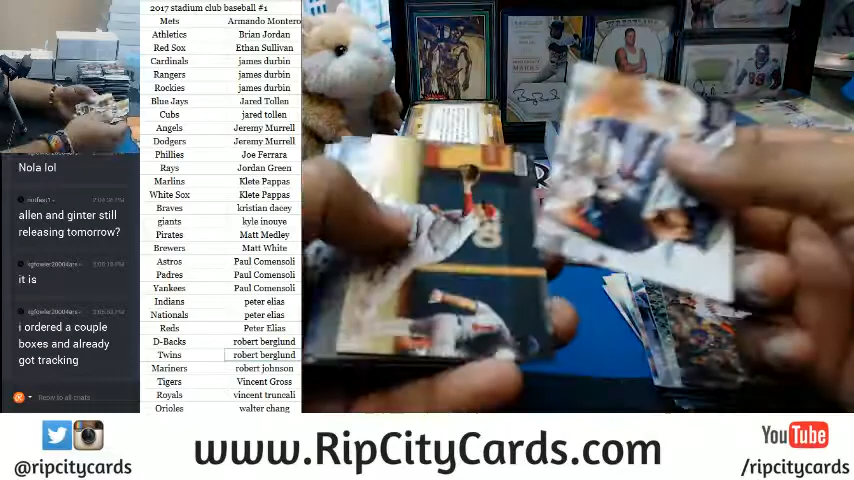 2017 stadium club baseball #1
Mets Armando Montero
Athletics Brian Jordan
Red Sox Ethan Sullivan
Cardinals james durbin
Rangers james durbin
Rockies james durbin
Blue Jays Jared Tollen
Cubs jared tollen
Angels Jeremy Murrell
Dodgers Jeremy Murrell
Phillies Joe Ferara
Rays Jordan Green
Marlins Klete Pappas
White Sox Klete Pappas
Braves kristian dacey
giants kyle inouye
Pirates Matt Medley
Brewers Matt White
Astros Paul Comensoli
Padres Paul Comensoli
Yankees Paul Comensoli
Indians peter elias
Nationals peter elias
Reds Peter Elias
D-Backs robert berglund
Twins robert berglund
Mariners robert johnson
Tigers Vincent Gross
Royals vincent truncali
Orioles walter chang
Nola lol
allen and ginter still
releasing tomorrow?
it is
i ordered a couple
boxes and already
got tracking
Reply to all chats
@ripcitycards
www.RipCityCards.com
YouTube
/ripcitycards